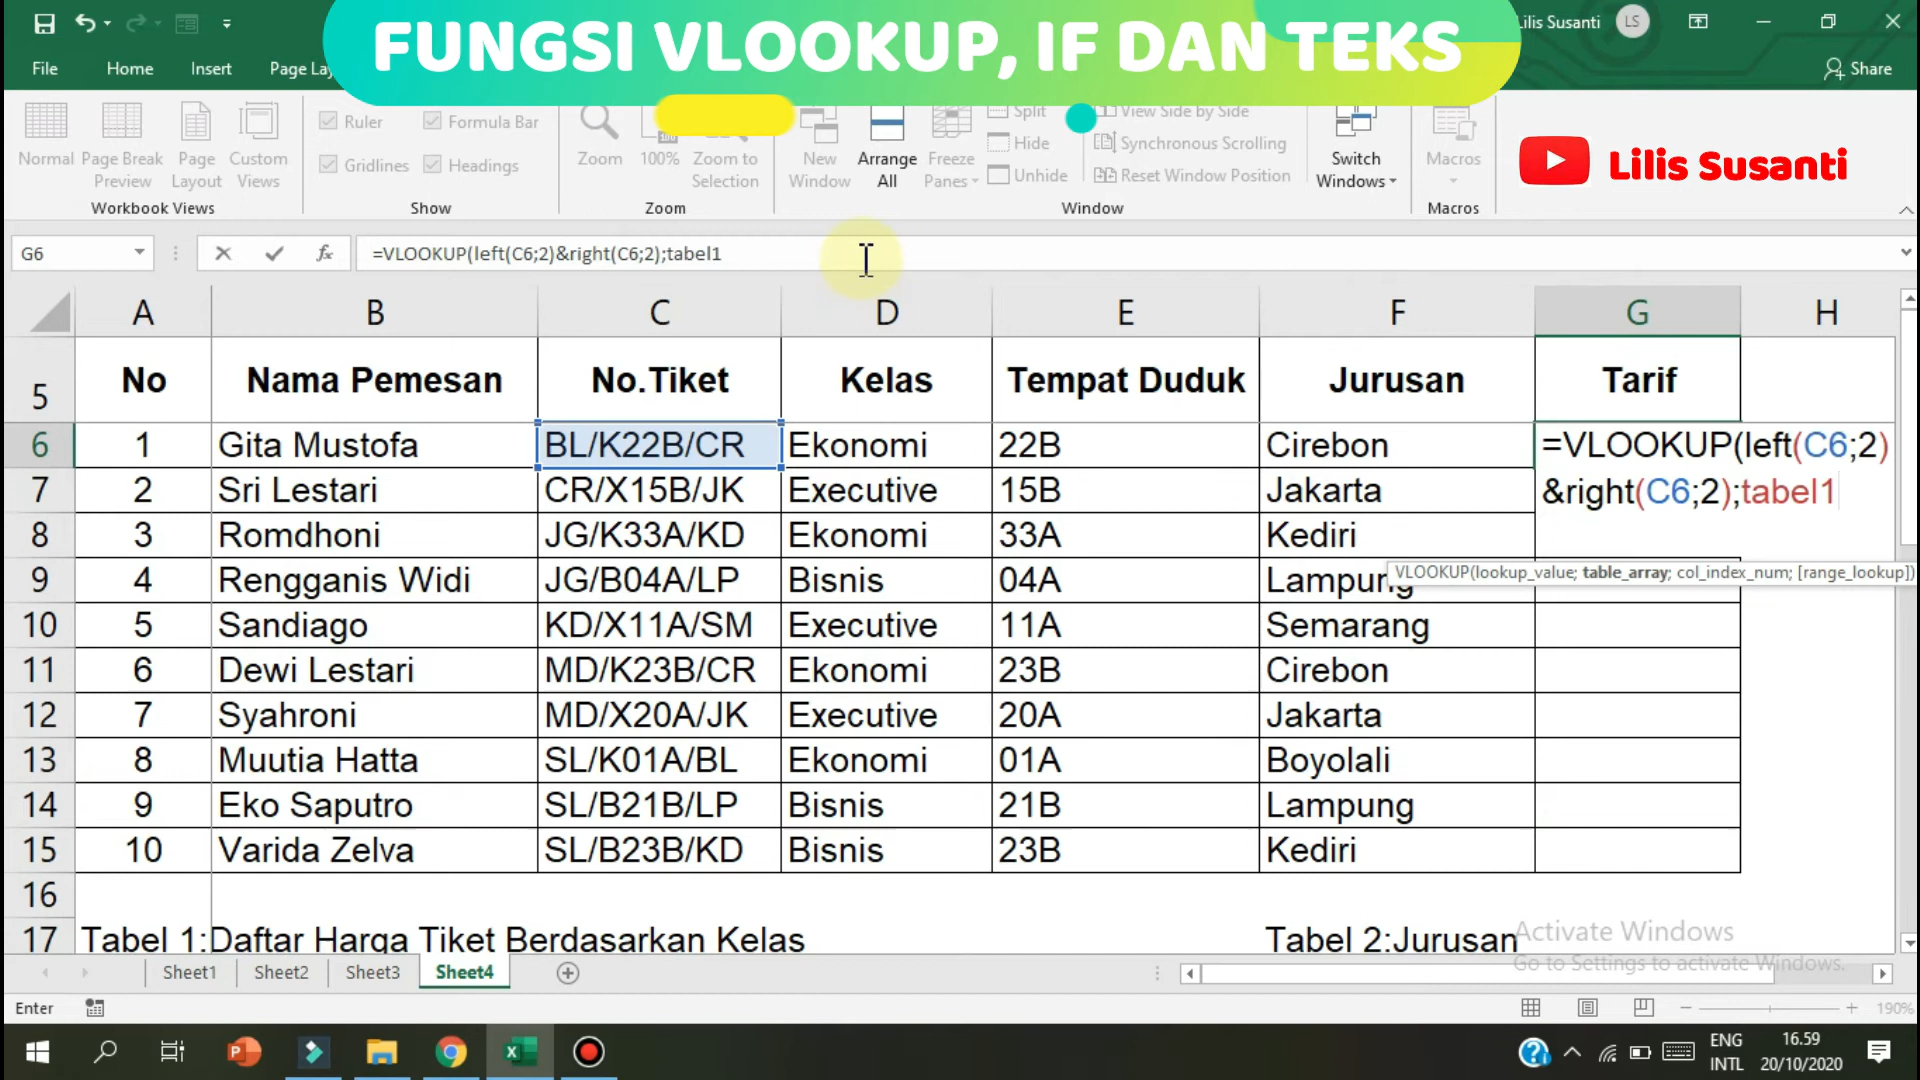 FUNGSI VLOOKUP, IF DAN TEKS
Lilis Susanti LS
File Home Insert Page Lay Share
Normal Page Break Preview Page Layout Custom Views
Workbook Views
Ruler Formula Bar
Gridlines Headings
Show
Zoom 100% Zoom to Selection
Zoom
New Window Arrange All Freeze Panes
Split View Side by Side
Hide Synchronous Scrolling
Unhide Reset Window Position
Window
Switch Windows
Macros
Macros
Lilis Susanti
G6 fx =VLOOKUP(left(C6;2)&right(C6;2);tabel1
A B C D E F G H
5 No Nama Pemesan No.Tiket Kelas Tempat Duduk Jurusan Tarif
6 1 Gita Mustofa BL/K22B/CR Ekonomi 22B Cirebon =VLOOKUP(left(C6;2)
&right(C6;2);tabel1
7 2 Sri Lestari CR/X15B/JK Executive 15B Jakarta
8 3 Romdhoni JG/K33A/KD Ekonomi 33A Kediri
9 4 Rengganis Widi JG/B04A/LP Bisnis 04A Lampung
VLOOKUP(lookup_value; table_array; col_index_num; [range_lookup])
10 5 Sandiago KD/X11A/SM Executive 11A Semarang
11 6 Dewi Lestari MD/K23B/CR Ekonomi 23B Cirebon
12 7 Syahroni MD/X20A/JK Executive 20A Jakarta
13 8 Muutia Hatta SL/K01A/BL Ekonomi 01A Boyolali
14 9 Eko Saputro SL/B21B/LP Bisnis 21B Lampung
15 10 Varida Zelva SL/B23B/KD Bisnis 23B Kediri
16
17 Tabel 1:Daftar Harga Tiket Berdasarkan Kelas Tabel 2:Jurusan
Activate Windows
Go to Settings to activate Windows.
Sheet1 Sheet2 Sheet3 Sheet4
Enter 190%
ENG 16.59
INTL 20/10/2020